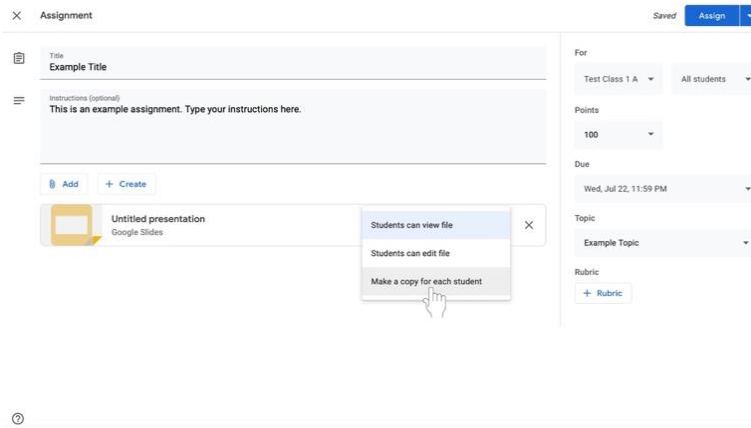 Assignment
Saved
Assign
Title
Example Title
Instructions (optional)
This is an example assignment. Type your instructions here.
Add
+ Create
Untitled presentation
Google Slides
Students can view file
Students can edit file
Make a copy for each student
For
Test Class 1 A
All students
Points
100
Due
Wed, Jul 22, 11:59 PM
Topic
Example Topic
Rubric
+ Rubric